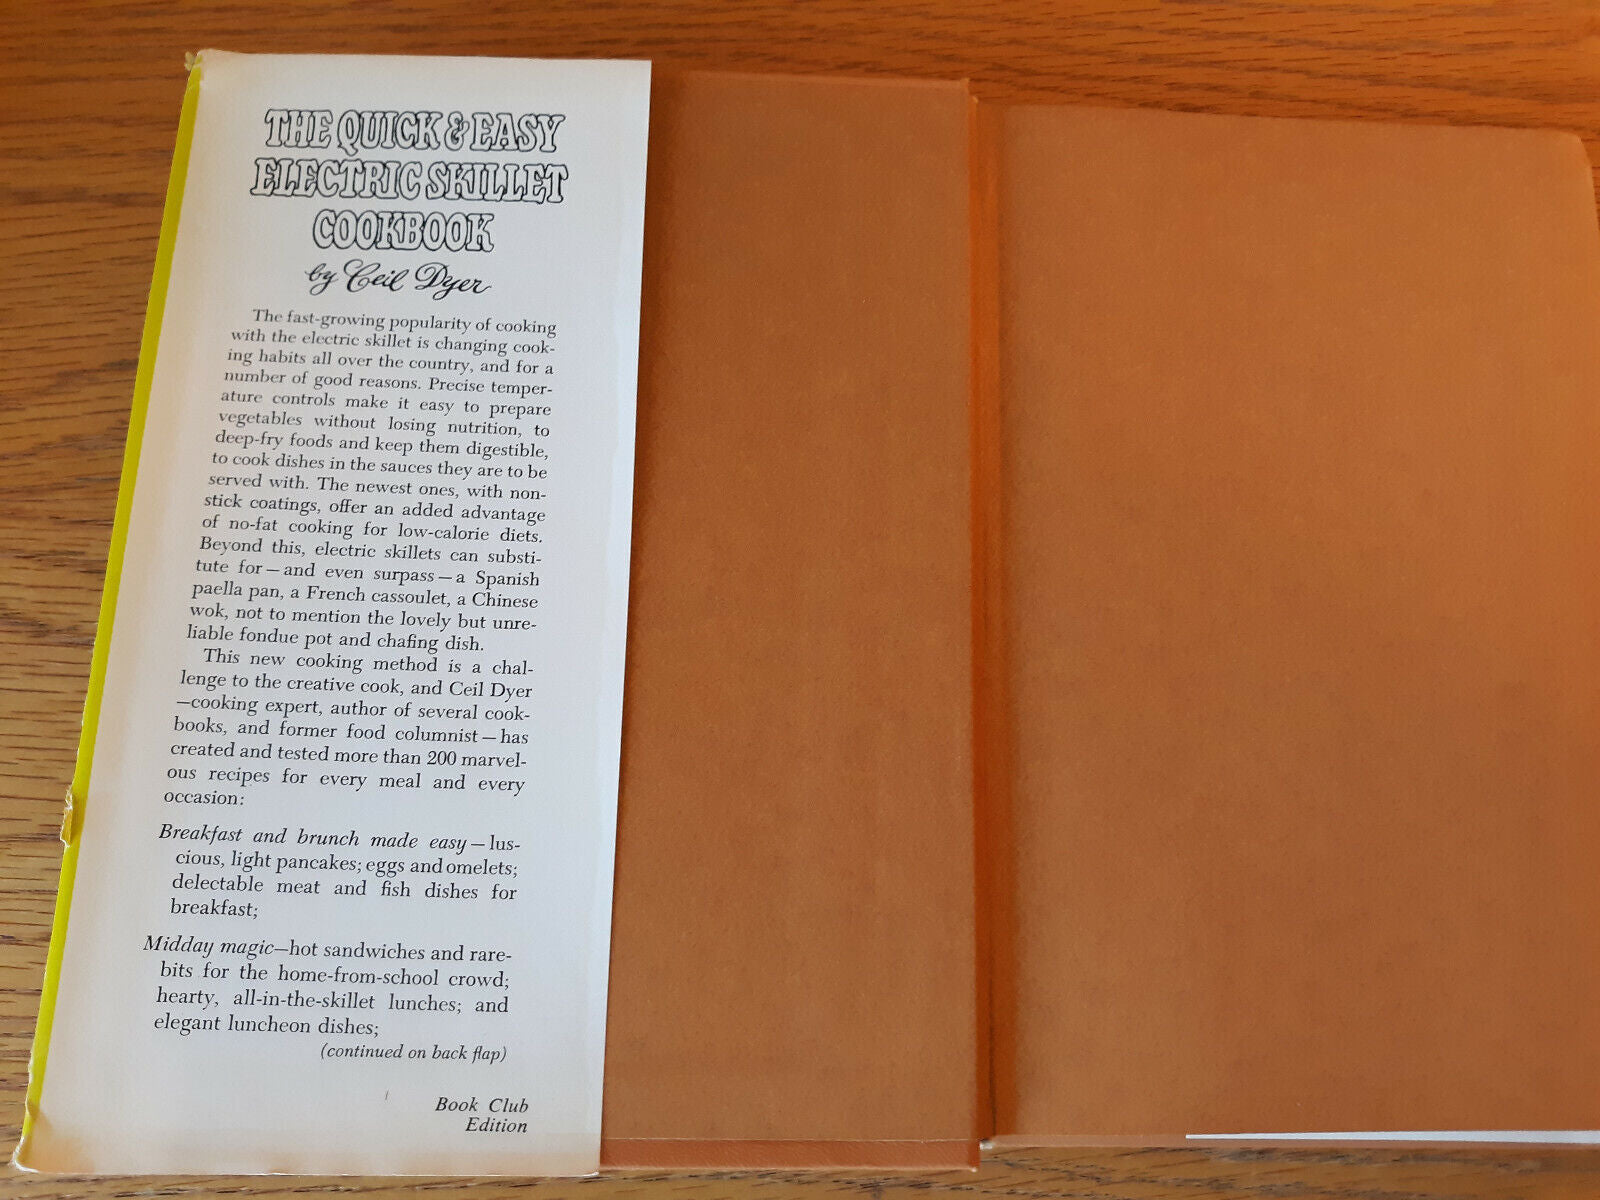 THE QUICK & EASY
ELECTRIC SKILLET
COOKBOOK
by Ceil Dyer
The fast-growing popularity of cooking
with the electric skillet is changing cook-
ing habits all over the country, and for a
number of good reasons. Precise temper-
ature controls make it easy to prepare
vegetables without losing nutrition, to
deep-fry foods and keep them digestible,
to cook dishes in the sauces they are to be
served with. The newest ones, with non-
stick coatings, offer an added advantage
of no-fat cooking for low-calorie diets.
Beyond this, electric skillets can substi-
tute for—and even surpass—a Spanish
paella pan, a French cassoulet, a Chinese
wok, not to mention the lovely but unre-
liable fondue pot and chafing dish.
This new cooking method is a chal-
lenge to the creative cook, and Ceil Dyer
—cooking expert, author of several cook-
books, and former food columnist—has
created and tested more than 200 marvel-
ous recipes for every meal and every
occasion:
Breakfast and brunch made easy—lus-
cious, light pancakes; eggs and omelets;
delectable meat and fish dishes for
breakfast;
Midday magic—hot sandwiches and rare-
bits for the home-from-school crowd;
hearty, all-in-the-skillet lunches; and
elegant luncheon dishes;
(continued on back flap)
Book Club
Edition